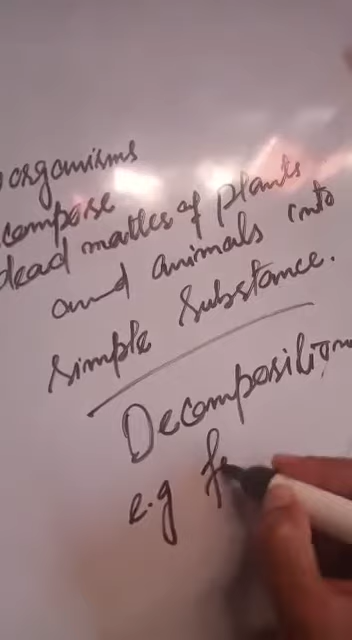 organisms
compose
dead matter of plants
and animals into
simple substance.
Decomposition
e.g f